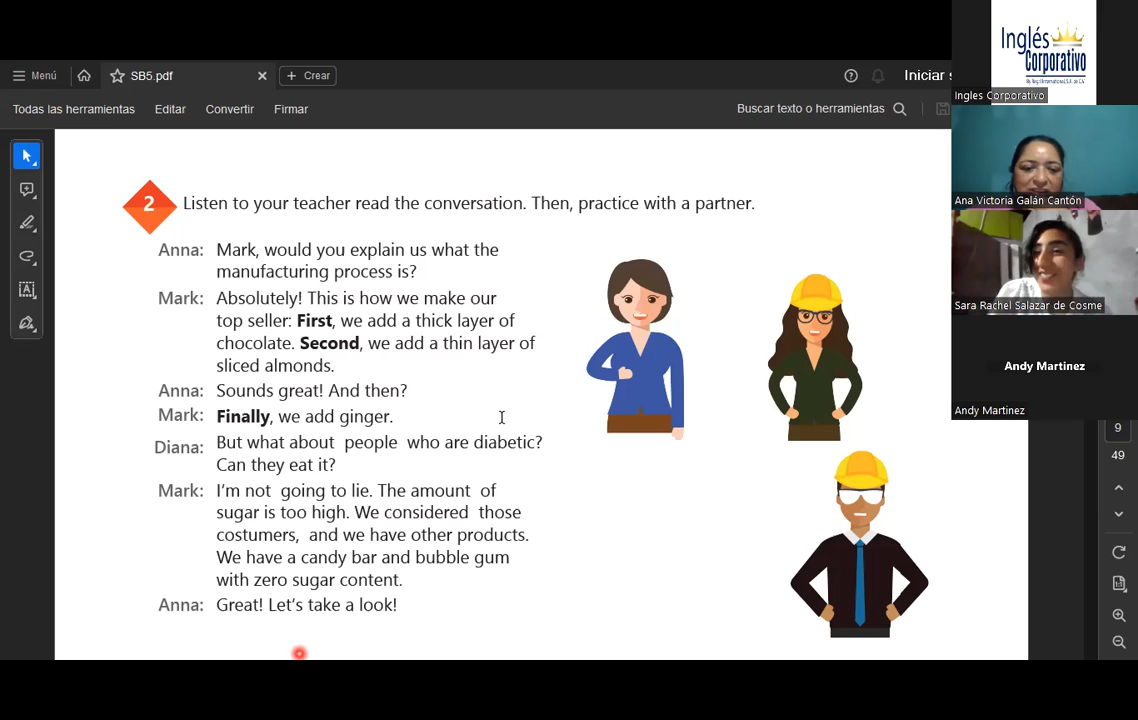 Menú
SB5.pdf
Crear
Iniciar s
Todas las herramientas
Editar
Convertir
Firmar
Buscar texto o herramientas
2
Listen to your teacher read the conversation. Then, practice with a partner.
Anna: Mark, would you explain us what the
manufacturing process is?
Mark: Absolutely! This is how we make our
top seller: First, we add a thick layer of
chocolate. Second, we add a thin layer of
sliced almonds.
Anna: Sounds great! And then?
Mark: Finally, we add ginger.
Diana: But what about people who are diabetic?
Can they eat it?
Mark: I'm not going to lie. The amount of
sugar is too high. We considered those
costumers, and we have other products.
We have a candy bar and bubble gum
with zero sugar content.
Anna: Great! Let's take a look!
Inglés
Corporativo
Ingles Corporativo
Ana Victoria Galán Cantón
Sara Rachel Salazar de Cosme
Andy Martinez
Andy Martinez
9
49